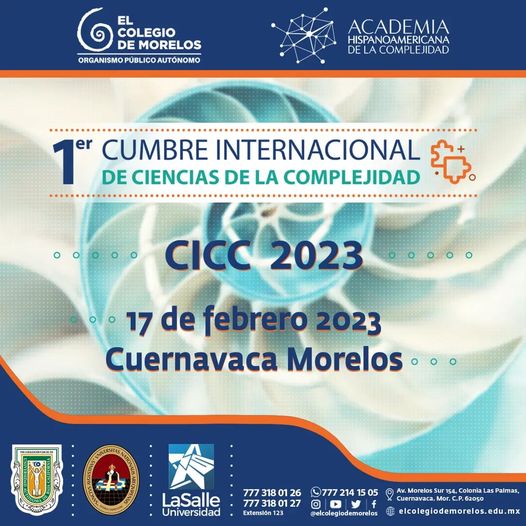 EL
COLEGIO
DE MORELOS
ORGANISMO PÚBLICO AUTÓNOMO
ACADEMIA
HISPANOAMERICANA
DE LA COMPLEJIDAD
1er CUMBRE INTERNACIONAL
DE CIENCIAS DE LA COMPLEJIDAD
CICC 2023
17 de febrero 2023
Cuernavaca Morelos
LaSalle
Universidad
777 318 01 26
777 318 01 27
Extensión 123
777 214 15 05
@elcolegiodemorelos
Av. Morelos Sur 154, Colonia Las Palmas,
Cuernavaca, Mor. C.P. 62050
elcolegiodemorelos.edu.mx